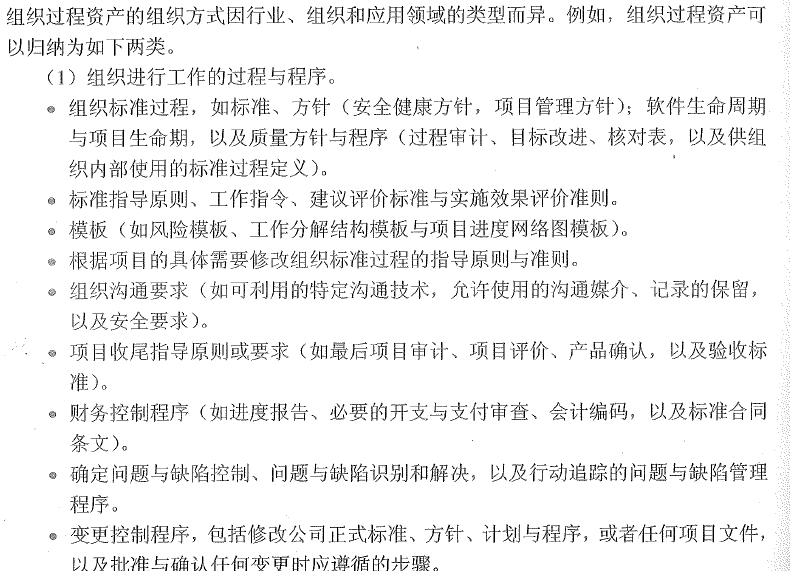 组织过程资产的组织方式因行业、组织和应用领域的类型而异。例如，组织过程资产可
以归纳为如下两类。
（1）组织进行工作的过程与程序。
● 组织标准过程，如标准、方针（安全健康方针，项目管理方针）；软件生命周期
与项目生命期，以及质量方针与程序（过程审计、目标改进、核对表，以及供组
织内部使用的标准过程定义）。
● 标准指导原则、工作指令、建议评价标准与实施效果评价准则。
● 模板（如风险模板、工作分解结构模板与项目进度网络图模板）。
● 根据项目的具体需要修改组织标准过程的指导原则与准则。
● 组织沟通要求（如可利用的特定沟通技术，允许使用的沟通媒介、记录的保留，
以及安全要求）。
● 项目收尾指导原则或要求（如最后项目审计、项目评价、产品确认，以及验收标
准）。
● 财务控制程序（如进度报告、必要的开支与支付审查、会计编码，以及标准合同
条文）。
● 确定问题与缺陷控制、问题与缺陷识别和解决，以及行动追踪的问题与缺陷管理
程序。
● 变更控制程序，包括修改公司正式标准、方针、计划与程序，或者任何项目文件，
以及批准与确认任何变更时应遵循的步骤。